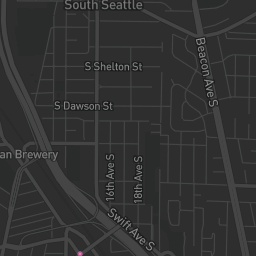 South Seattle
Beacon Ave S
S Shelton St
S Dawson St
an Brewery
16th Ave S
18th Ave S
Swift Ave S